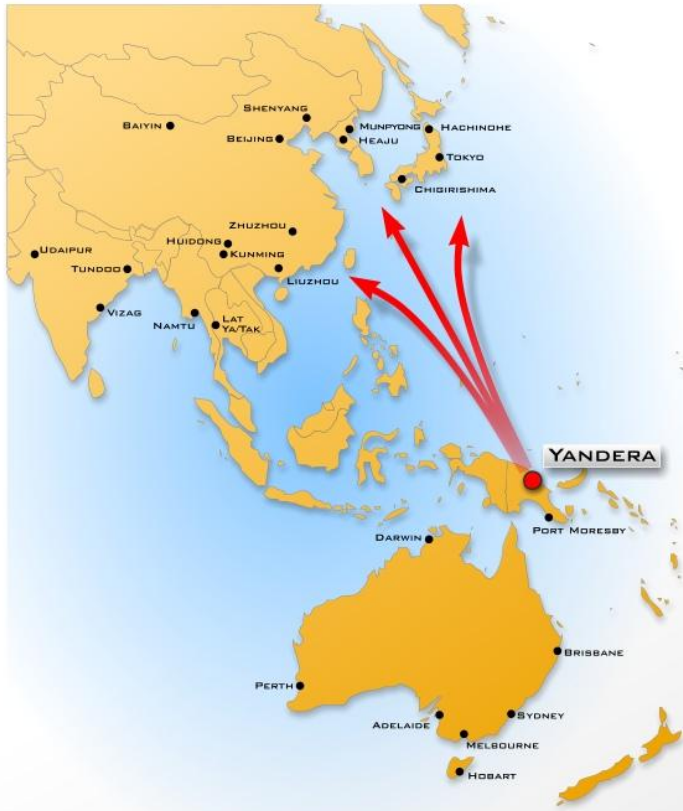 Shenyang
Baiyin
Munpyong
Hachinohe
Beijing
Heaju
Tokyo
Chigirishima
Zhuzhou
Huidong
Udaipur
Kunming
Tundoo
Liuzhou
Vizag
Namtu
Lat
Ya/Tak
Yandera
Port Moresby
Darwin
Brisbane
Perth
Adelaide
Sydney
Melbourne
Hobart